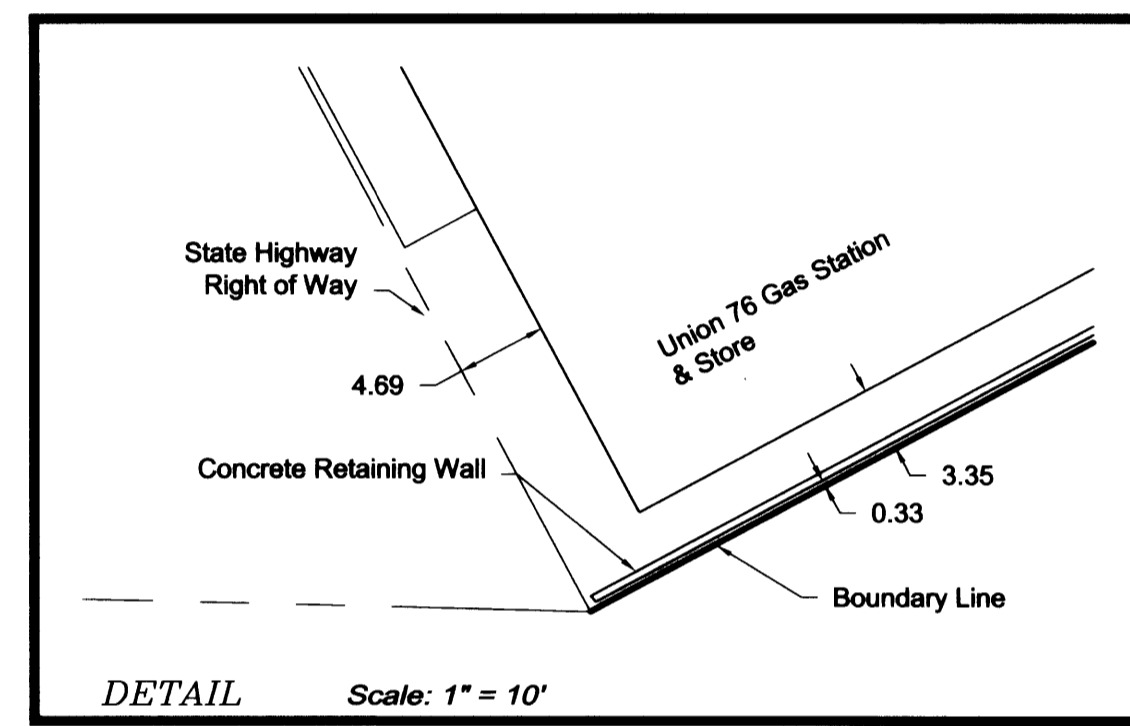 State Highway
Right of Way
Union 76 Gas Station
& Store
4.69
Concrete Retaining Wall
3.35
0.33
Boundary Line
DETAIL Scale: 1" = 10'